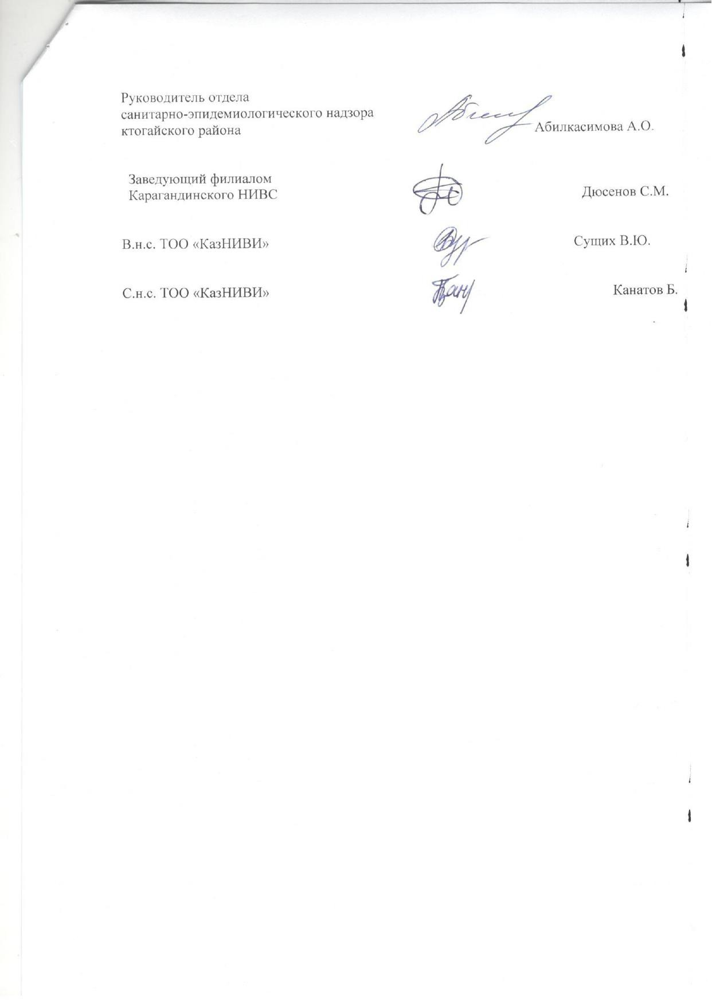 Руководитель отдела
санитарно-эпидемиологического надзора
ктогайского района Абилкасимова А.О.
Заведующий филиалом
Карагандинского НИВС Дюсенов С.М.
В.н.с. ТОО «КазНИВИ» Сущих В.Ю.
С.н.с. ТОО «КазНИВИ» Канатов Б.